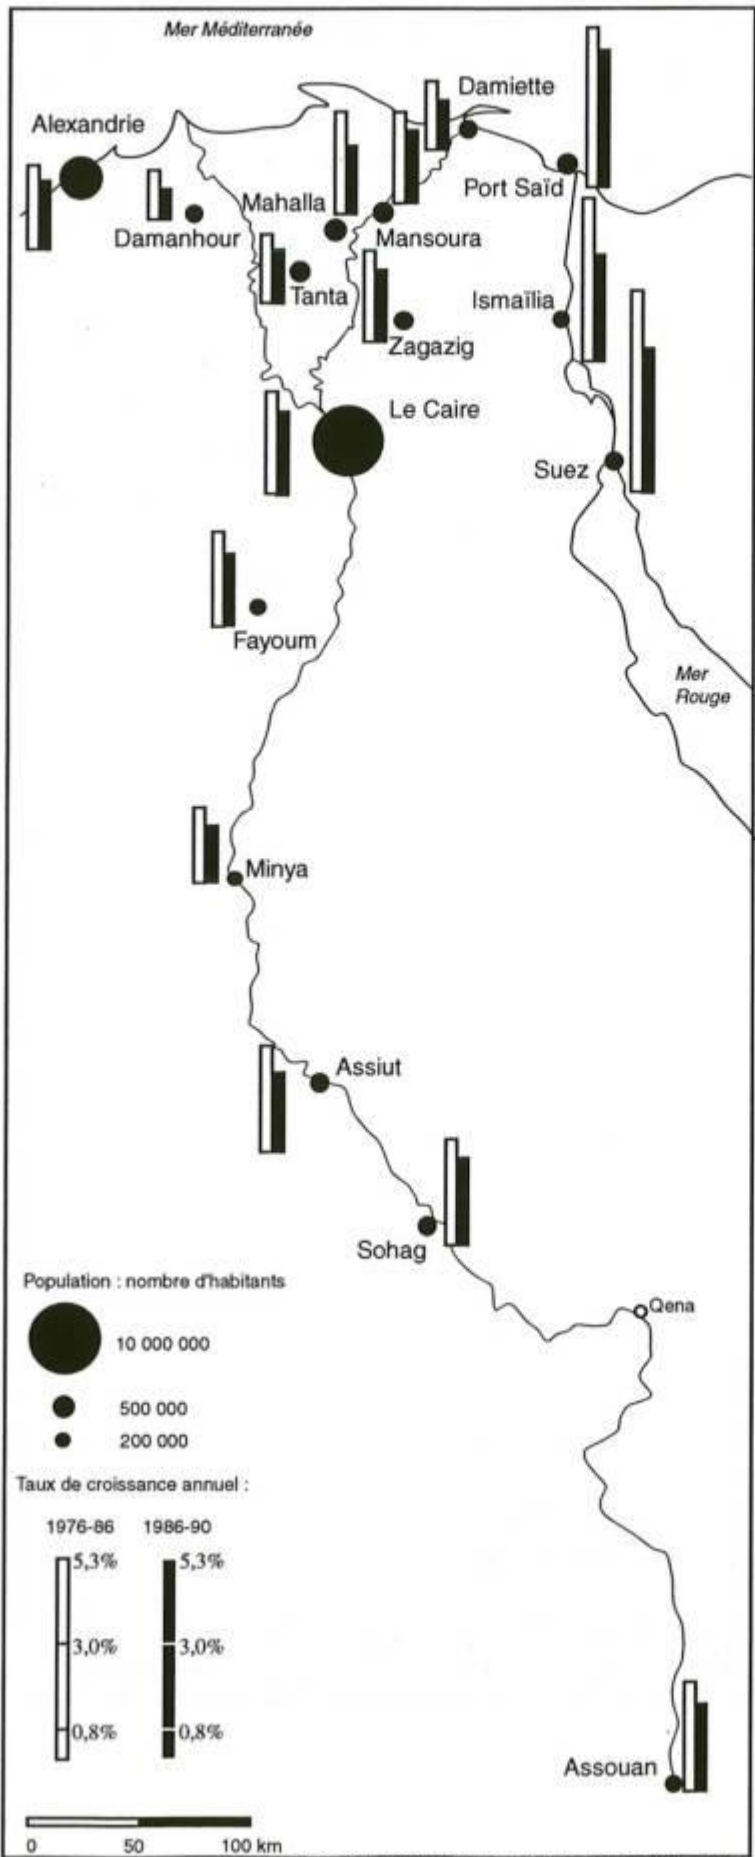 Mer Méditerranée
Damiette
Alexandrie
Port Saïd
Mahalla
Damanhour
Mansoura
Tanta
Ismaïlia
Zagazig
Le Caire
Suez
Fayoum
Mer
Rouge
Minya
Assiut
Sohag
Population : nombre d'habitants
Qena
10 000 000
500 000
200 000
Taux de croissance annuel :
1976-86 1986-90
5,3% 5,3%
3,0% 3,0%
0,8% 0,8%
Assouan
0 50 100 km